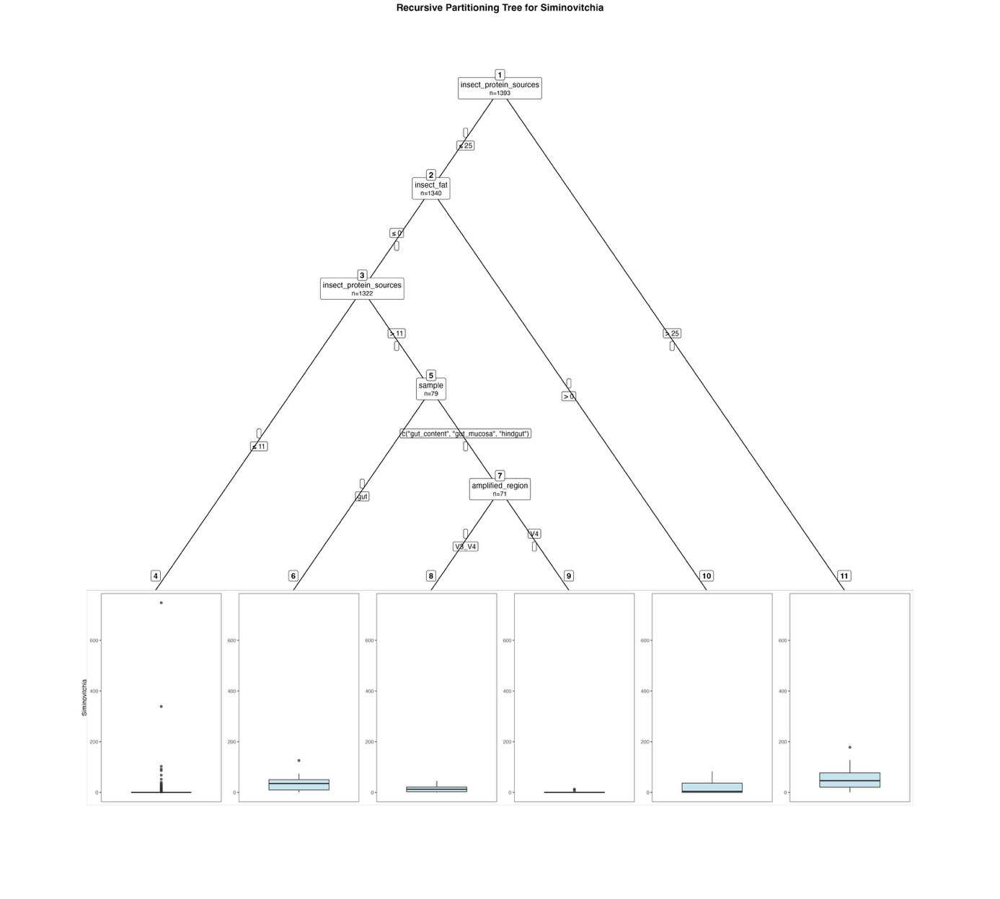 Recursive Partitioning Tree for Siminovitchia
1
insect_protein_sources
n=1393
≤ 25
2
insect_fat
n=1340
≤ 0
3
insect_protein_sources
n=1322
> 11
> 25
5
sample
n=79
> 0
c("gut_content", "gut_mucosa", "hindgut")
≤ 11
7
amplified_region
n=71
gut
V4
V3_V4
4
6
8
9
10
11
Siminovitchia
600
400
200
0
600
400
200
0
600
400
200
0
600
400
200
0
600
400
200
0
600
400
200
0